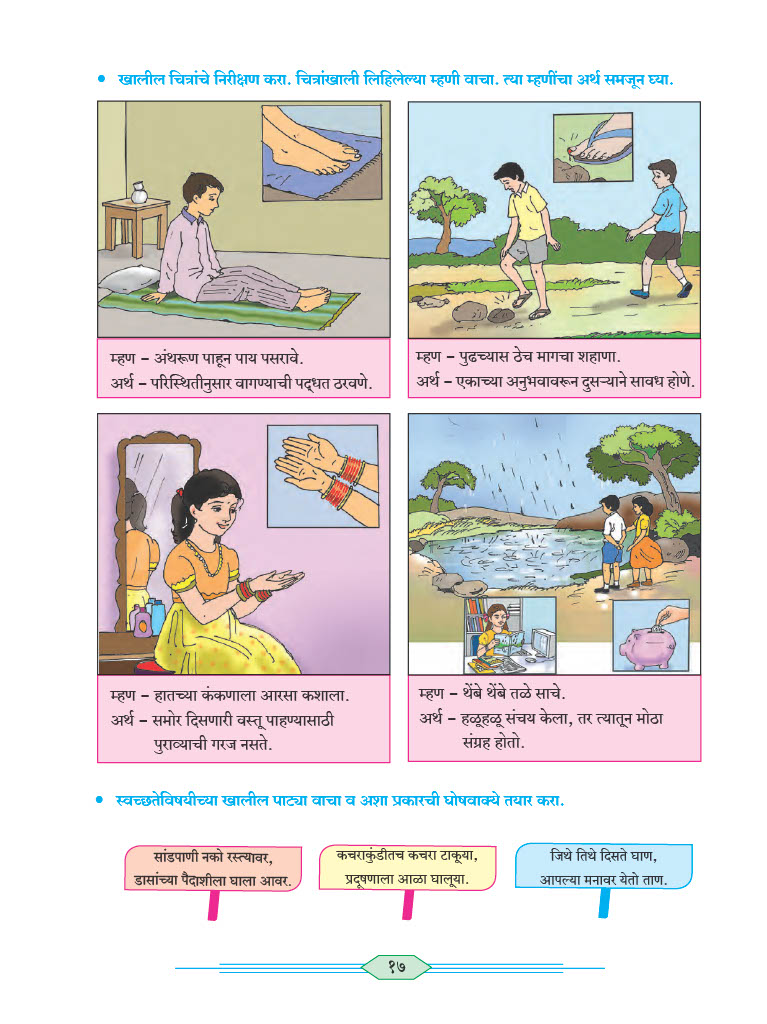 • खालील चित्रांचे निरीक्षण करा. चित्रांखाली लिहिलेल्या म्हणी वाचा. त्या म्हणींचा अर्थ समजून घ्या.
म्हण – अंथरूण पाहून पाय पसरावे.
अर्थ – परिस्थितीनुसार वागण्याची पद्धत ठरवणे.
म्हण – पुढच्यास ठेच मागचा शहाणा.
अर्थ – एकाच्या अनुभवावरून दुसऱ्याने सावध होणे.
म्हण – हातच्या कंकणाला आरसा कशाला.
अर्थ – समोर दिसणारी वस्तू पाहण्यासाठी
पुराव्याची गरज नसते.
म्हण – थेंबे थेंबे तळे साचे.
अर्थ – हळूहळू संचय केला, तर त्यातून मोठा
संग्रह होतो.
• स्वच्छतेविषयीच्या खालील पाट्या वाचा व अशा प्रकारची घोषवाक्ये तयार करा.
सांडपाणी नको रस्त्यावर,
डासांच्या पैदाशीला घाला आवर.
कचराकुंडीतच कचरा टाकूया,
प्रदूषणाला आळा घालूया.
जिथे तिथे दिसते घाण,
आपल्या मनावर येतो ताण.
१७